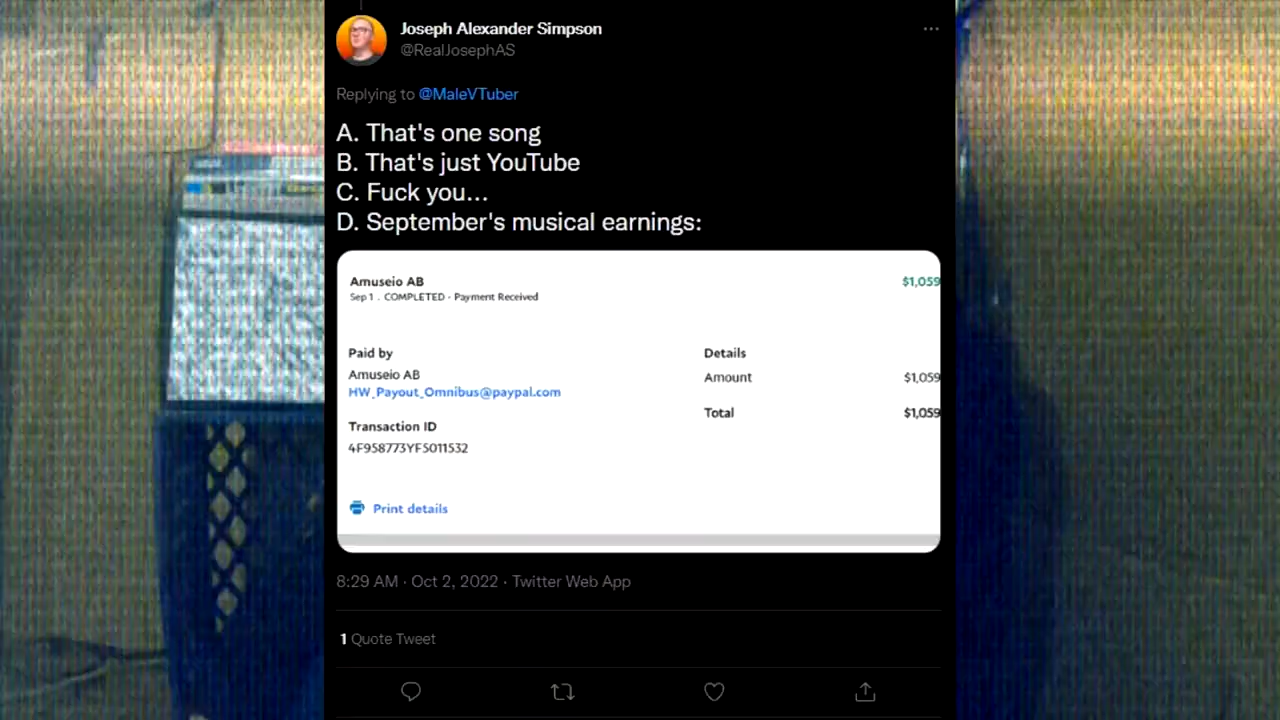 Joseph Alexander Simpson
@RealJosephAS
Replying to @MaleVTuber
A. That's one song
B. That's just YouTube
C. Fuck you...
D. September's musical earnings:
Amuseio AB $1,059
Sep 1 . COMPLETED - Payment Received
Paid by Details
Amuseio AB Amount $1,059
HW_Payout_Omnibus@paypal.com
Total $1,059
Transaction ID
4F958773YF5011532
Print details
8:29 AM · Oct 2, 2022 · Twitter Web App
1 Quote Tweet